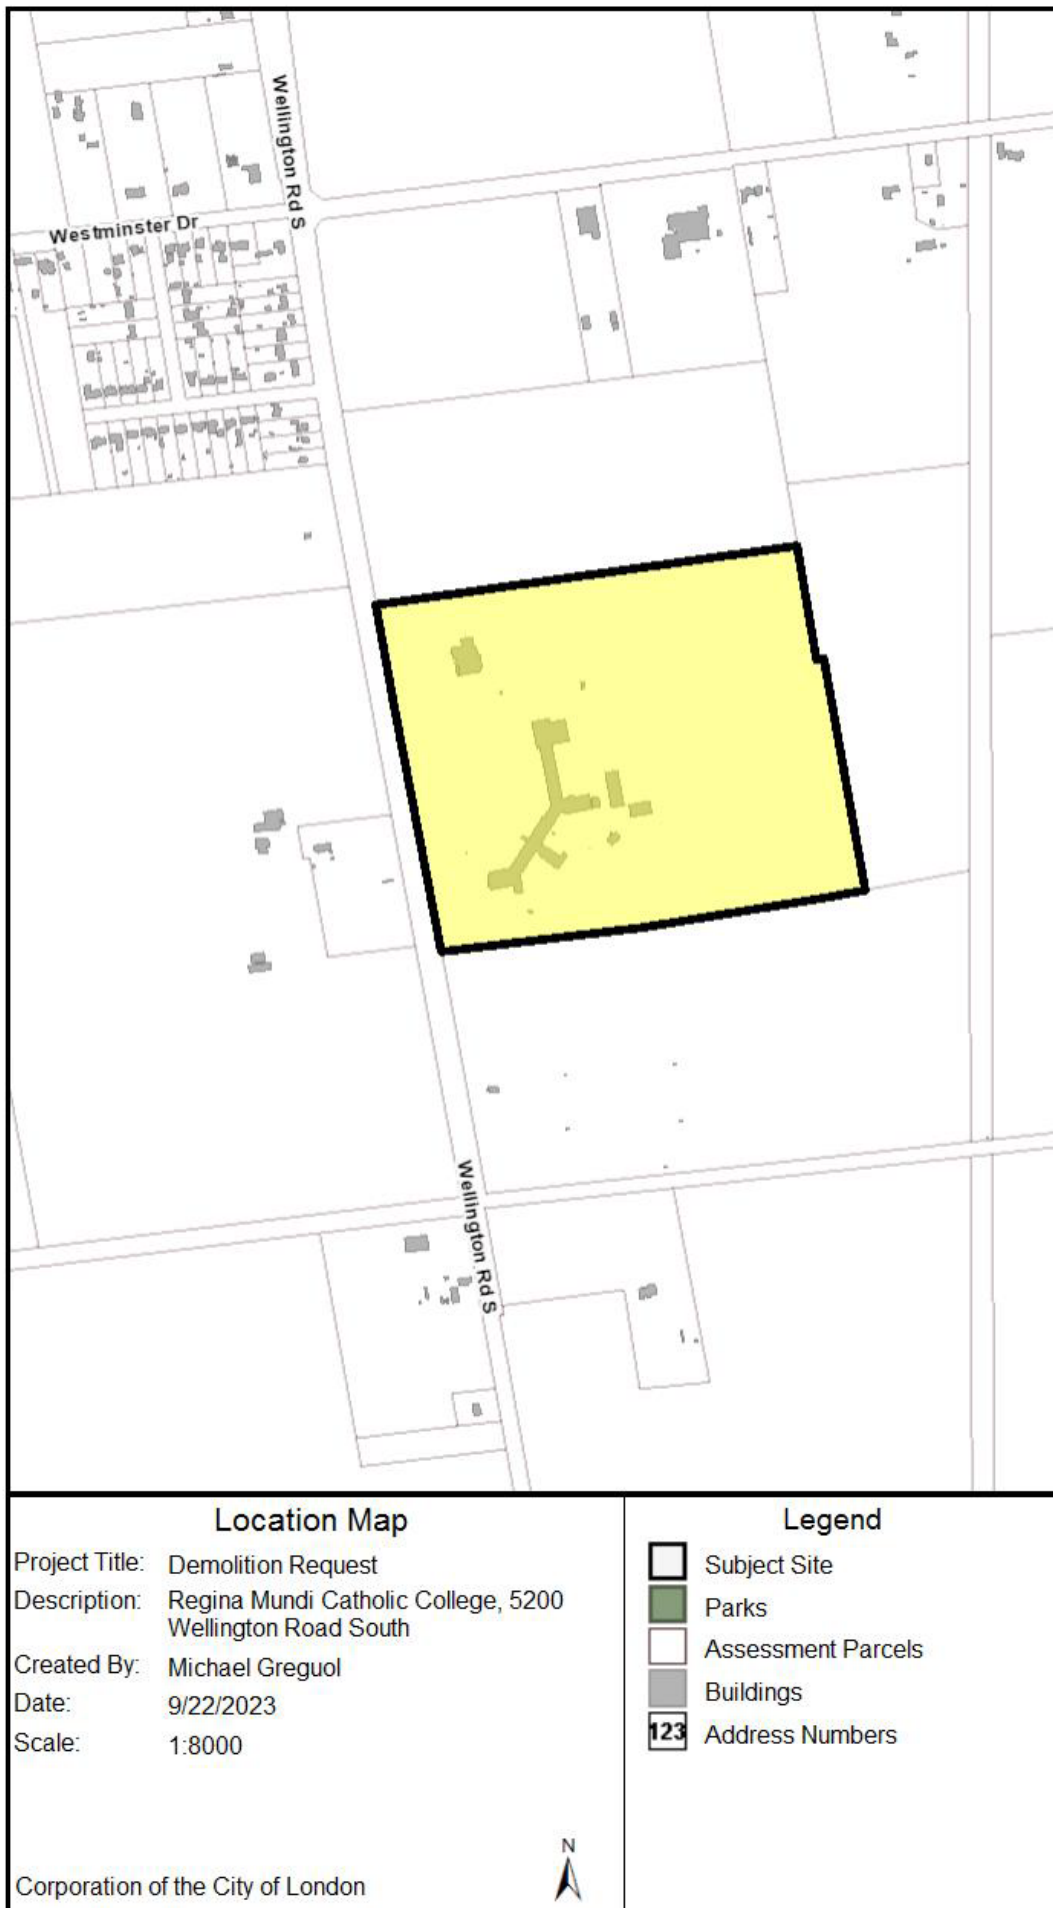 Wellington Rd S
Westminster Dr
Wellington Rd S
Location Map
Project Title: Demolition Request
Description: Regina Mundi Catholic College, 5200
Wellington Road South
Created By: Michael Greguol
Date: 9/22/2023
Scale: 1:8000
N
Corporation of the City of London
Legend
Subject Site
Parks
Assessment Parcels
Buildings
123 Address Numbers